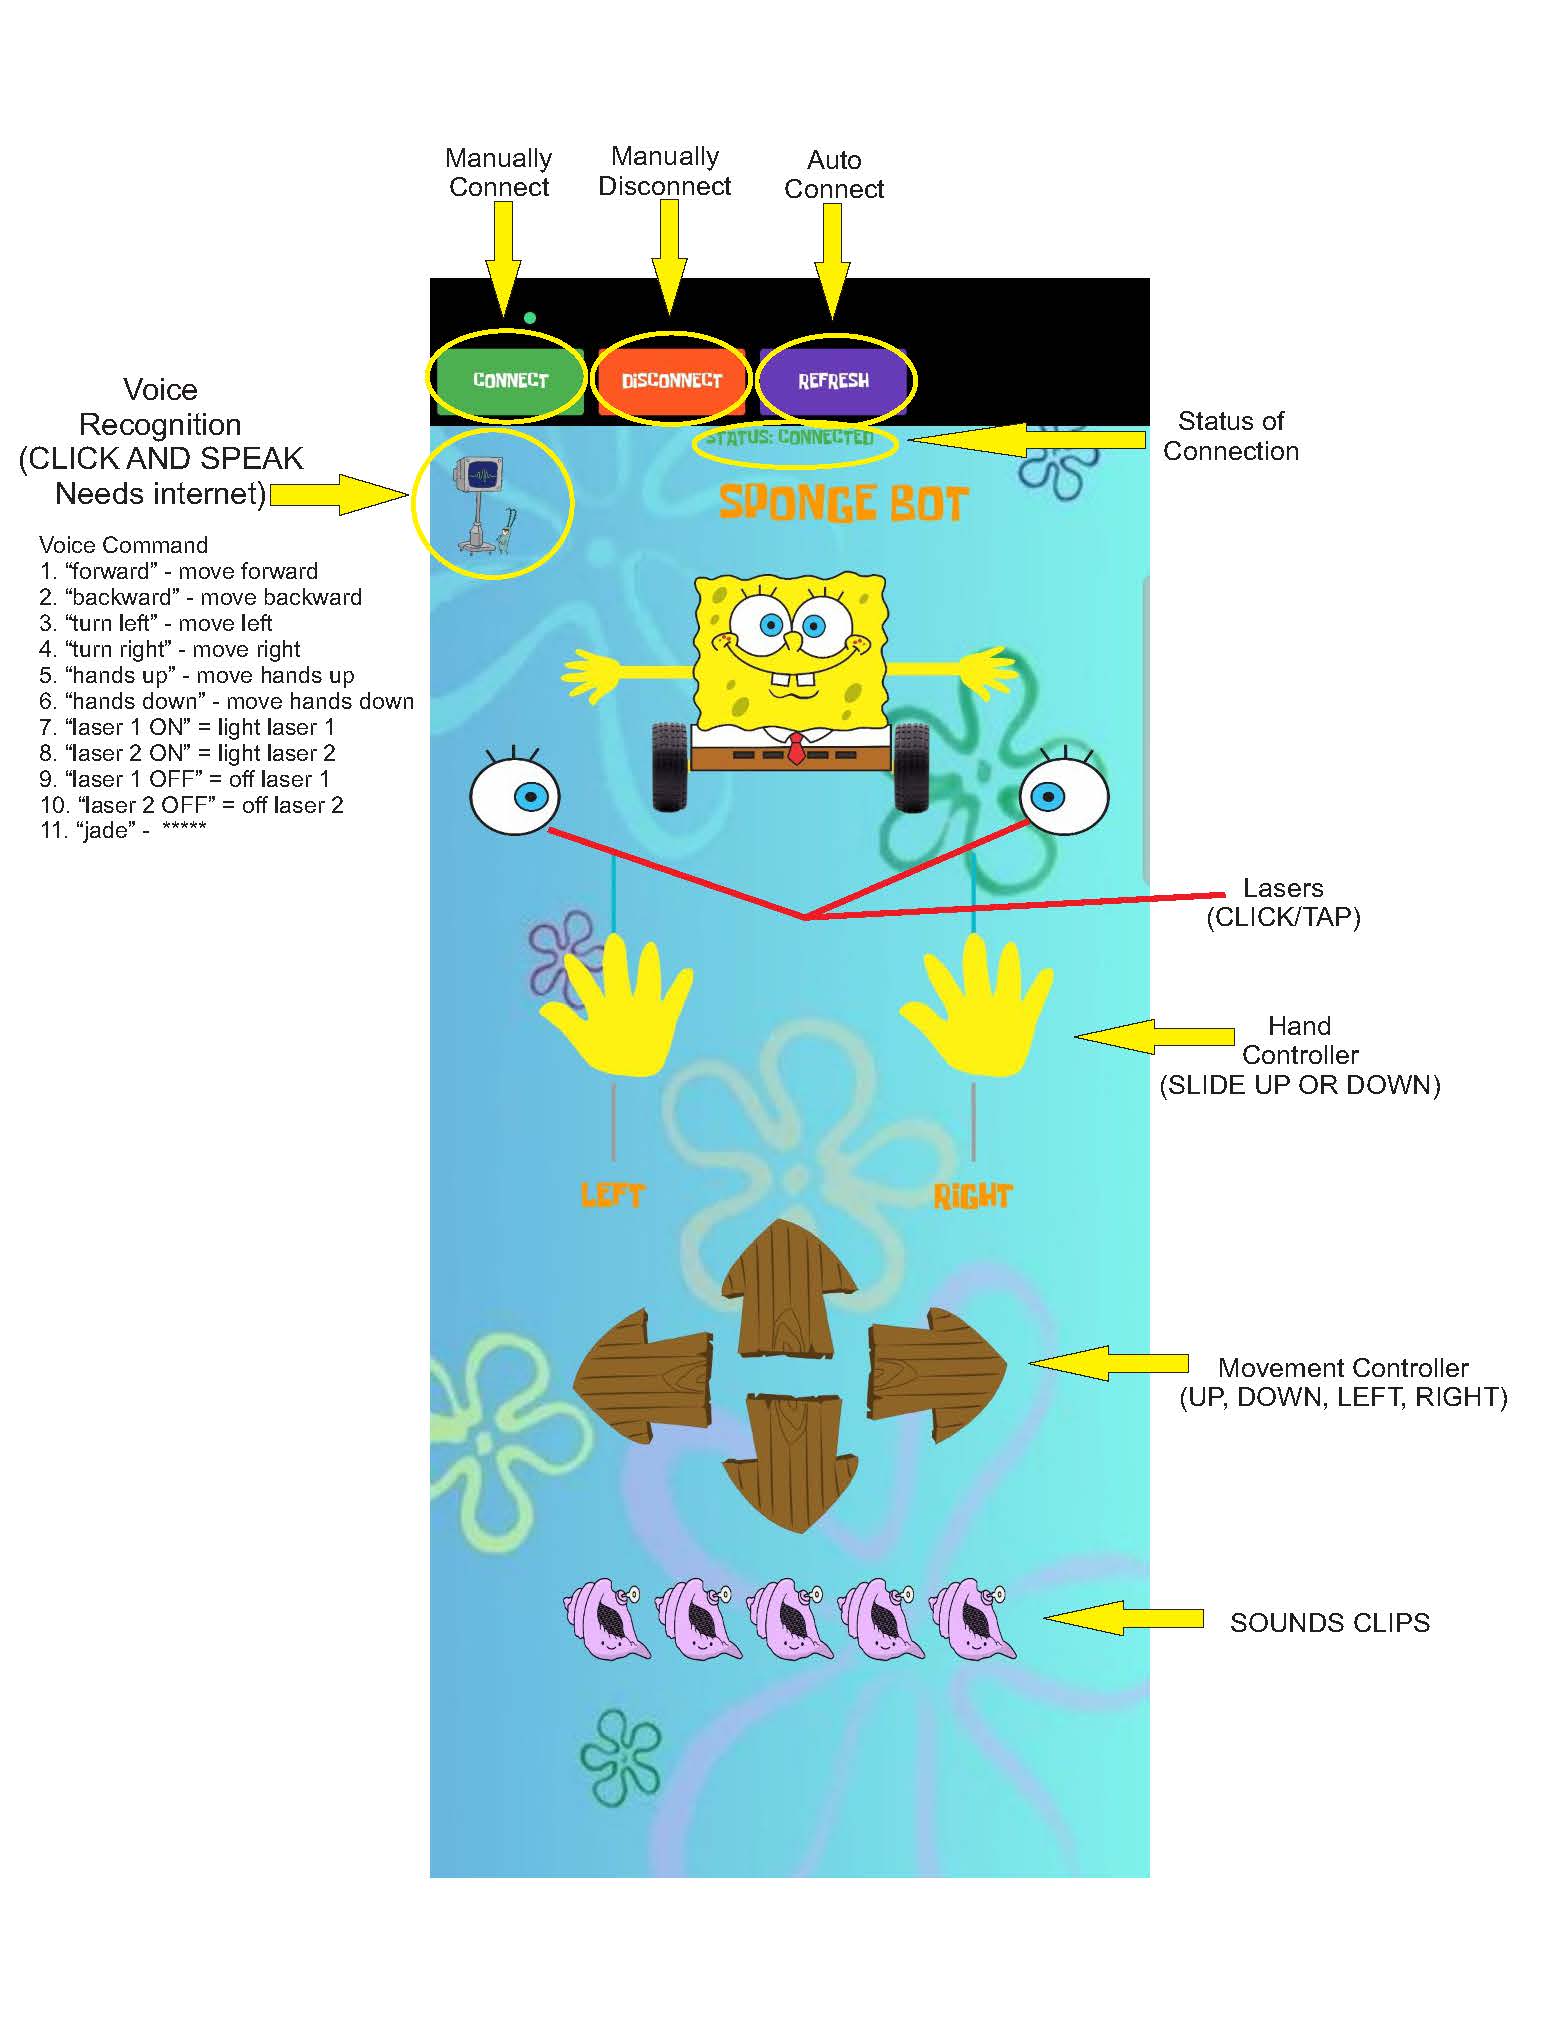 Manually
Connect
Manually
Disconnect
Auto
Connect
CONNECT
DISCONNECT
REFRESH
STATUS: CONNECTED
Status of
Connection
Voice
Recognition
(CLICK AND SPEAK
Needs internet)
SPONGE BOT
Voice Command
1. “forward” - move forward
2. “backward” - move backward
3. “turn left” - move left
4. “turn right” - move right
5. “hands up” - move hands up
6. “hands down” - move hands down
7. “laser 1 ON” = light laser 1
8. “laser 2 ON” = light laser 2
9. “laser 1 OFF” = off laser 1
10. “laser 2 OFF” = off laser 2
11. “jade” - *****
Lasers
(CLICK/TAP)
Hand
Controller
(SLIDE UP OR DOWN)
LEFT
RIGHT
Movement Controller
(UP, DOWN, LEFT, RIGHT)
SOUNDS CLIPS